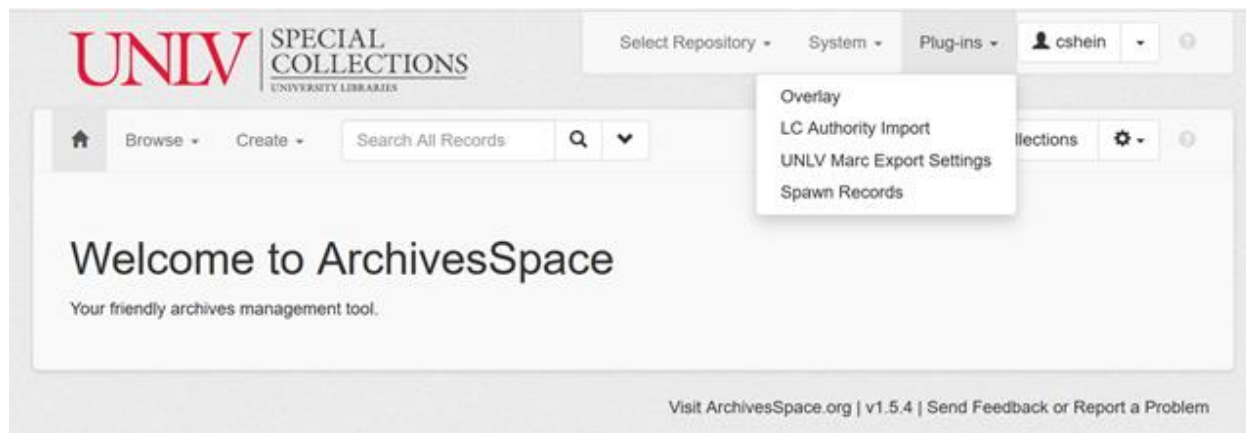 UNLV SPECIAL COLLECTIONS UNIVERSITY LIBRARIES
Select Repository System Plug-ins cshein
Overlay
LC Authority Import
UNLV Marc Export Settings
Spawn Records
Browse Create Search All Records llections
Welcome to ArchivesSpace
Your friendly archives management tool.
Visit ArchivesSpace.org | v1.5.4 | Send Feedback or Report a Problem